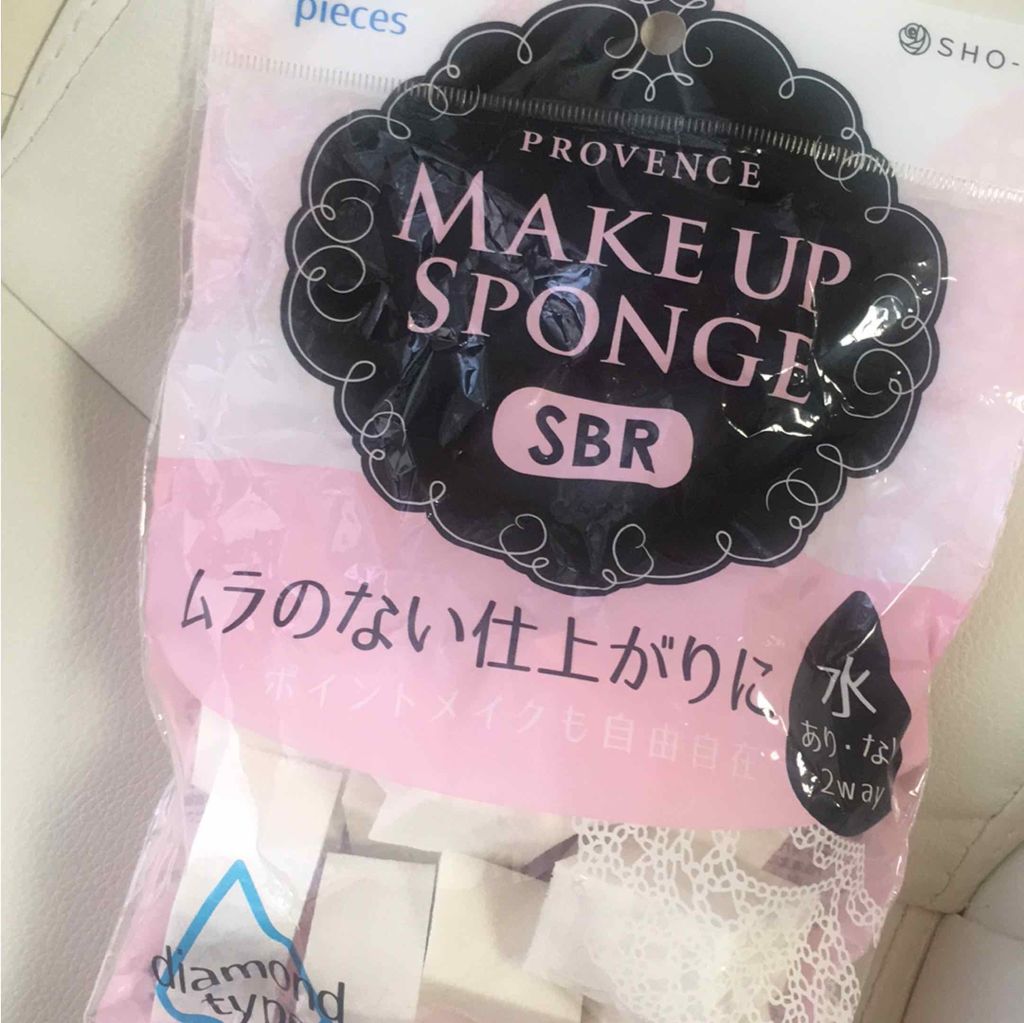 pieces
SHO-
PROVENCE
MAKE UP
SPONGE
SBR
ムラのない仕上がりに
ポイントメイクも自由自在
水
あり・なし
2way
diamond
type